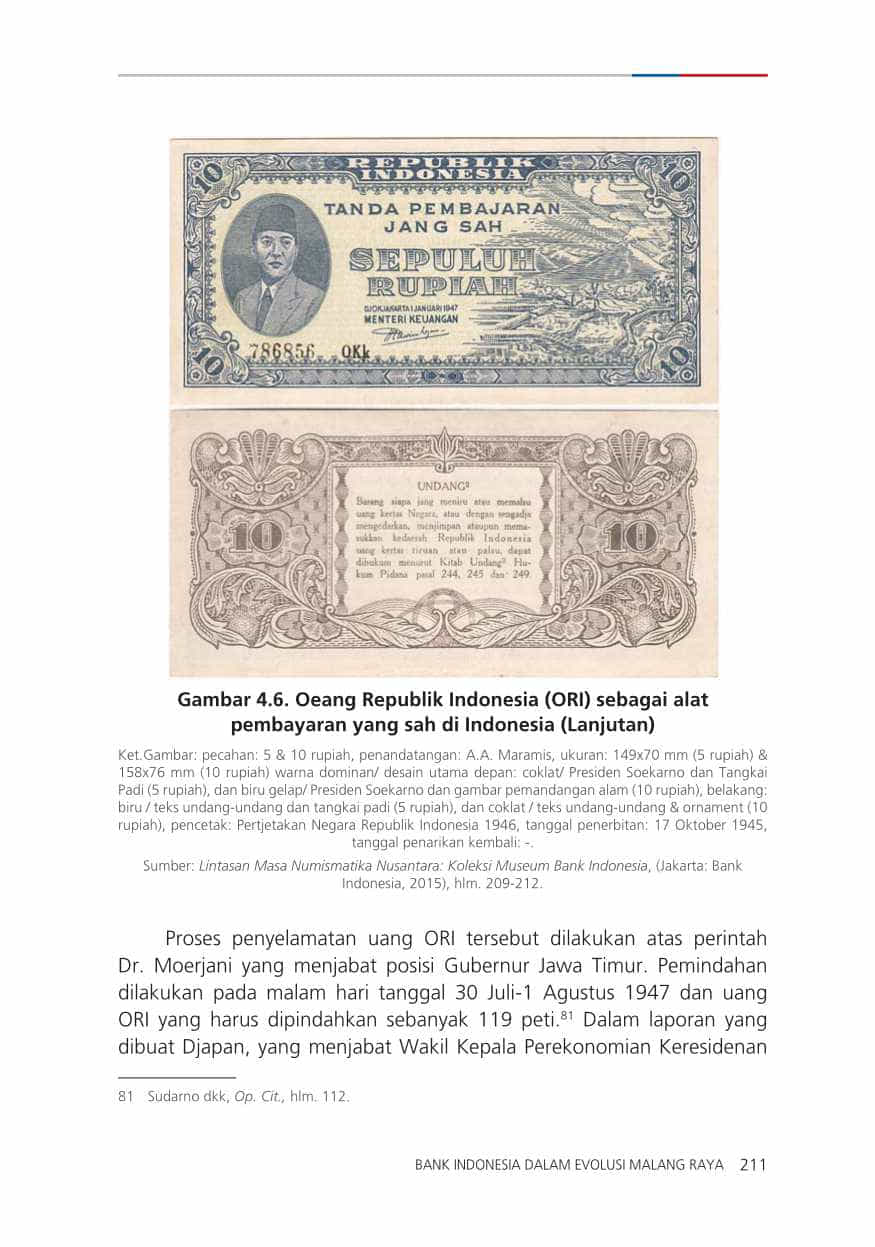 10
REPUBLIK
INDONESIA
10
TANDA PEMBAJARAN
JANG SAH
SEPULUH
RUPIAH
DJOKJAKARTA 1 JANUARI 1947
MENTERI KEUANGAN
786856 OKk
10
10
10
UNDANG²
Barang siapa jang meniru atau memalsu
uang kertas Negara, atau dengan sengadja
mengedarkan, menjimpan ataupun mema-
sukkan kedaerah Republik Indonesia
uang kertas tiruan atau palsu, dapat
dihukum menurut Kitab Undang² Hu-
kum Pidana pasal 244, 245 dan 249.
10
10
Gambar 4.6. Oeang Republik Indonesia (ORI) sebagai alat
pembayaran yang sah di Indonesia (Lanjutan)
Ket.Gambar: pecahan: 5 & 10 rupiah, penandatangan: A.A. Maramis, ukuran: 149x70 mm (5 rupiah) &
158x76 mm (10 rupiah) warna dominan/ desain utama depan: coklat/ Presiden Soekarno dan Tangkai
Padi (5 rupiah), dan biru gelap/ Presiden Soekarno dan gambar pemandangan alam (10 rupiah), belakang:
biru / teks undang-undang dan tangkai padi (5 rupiah), dan coklat / teks undang-undang & ornament (10
rupiah), pencetak: Pertjetakan Negara Republik Indonesia 1946, tanggal penerbitan: 17 Oktober 1945,
tanggal penarikan kembali: -.
Sumber: Lintasan Masa Numismatika Nusantara: Koleksi Museum Bank Indonesia, (Jakarta: Bank
Indonesia, 2015), hlm. 209-212.
Proses penyelamatan uang ORI tersebut dilakukan atas perintah
Dr. Moerjani yang menjabat posisi Gubernur Jawa Timur. Pemindahan
dilakukan pada malam hari tanggal 30 Juli-1 Agustus 1947 dan uang
ORI yang harus dipindahkan sebanyak 119 peti.⁸¹ Dalam laporan yang
dibuat Djapan, yang menjabat Wakil Kepala Perekonomian Keresidenan
81 Sudarno dkk, Op. Cit., hlm. 112.
BANK INDONESIA DALAM EVOLUSI MALANG RAYA 211